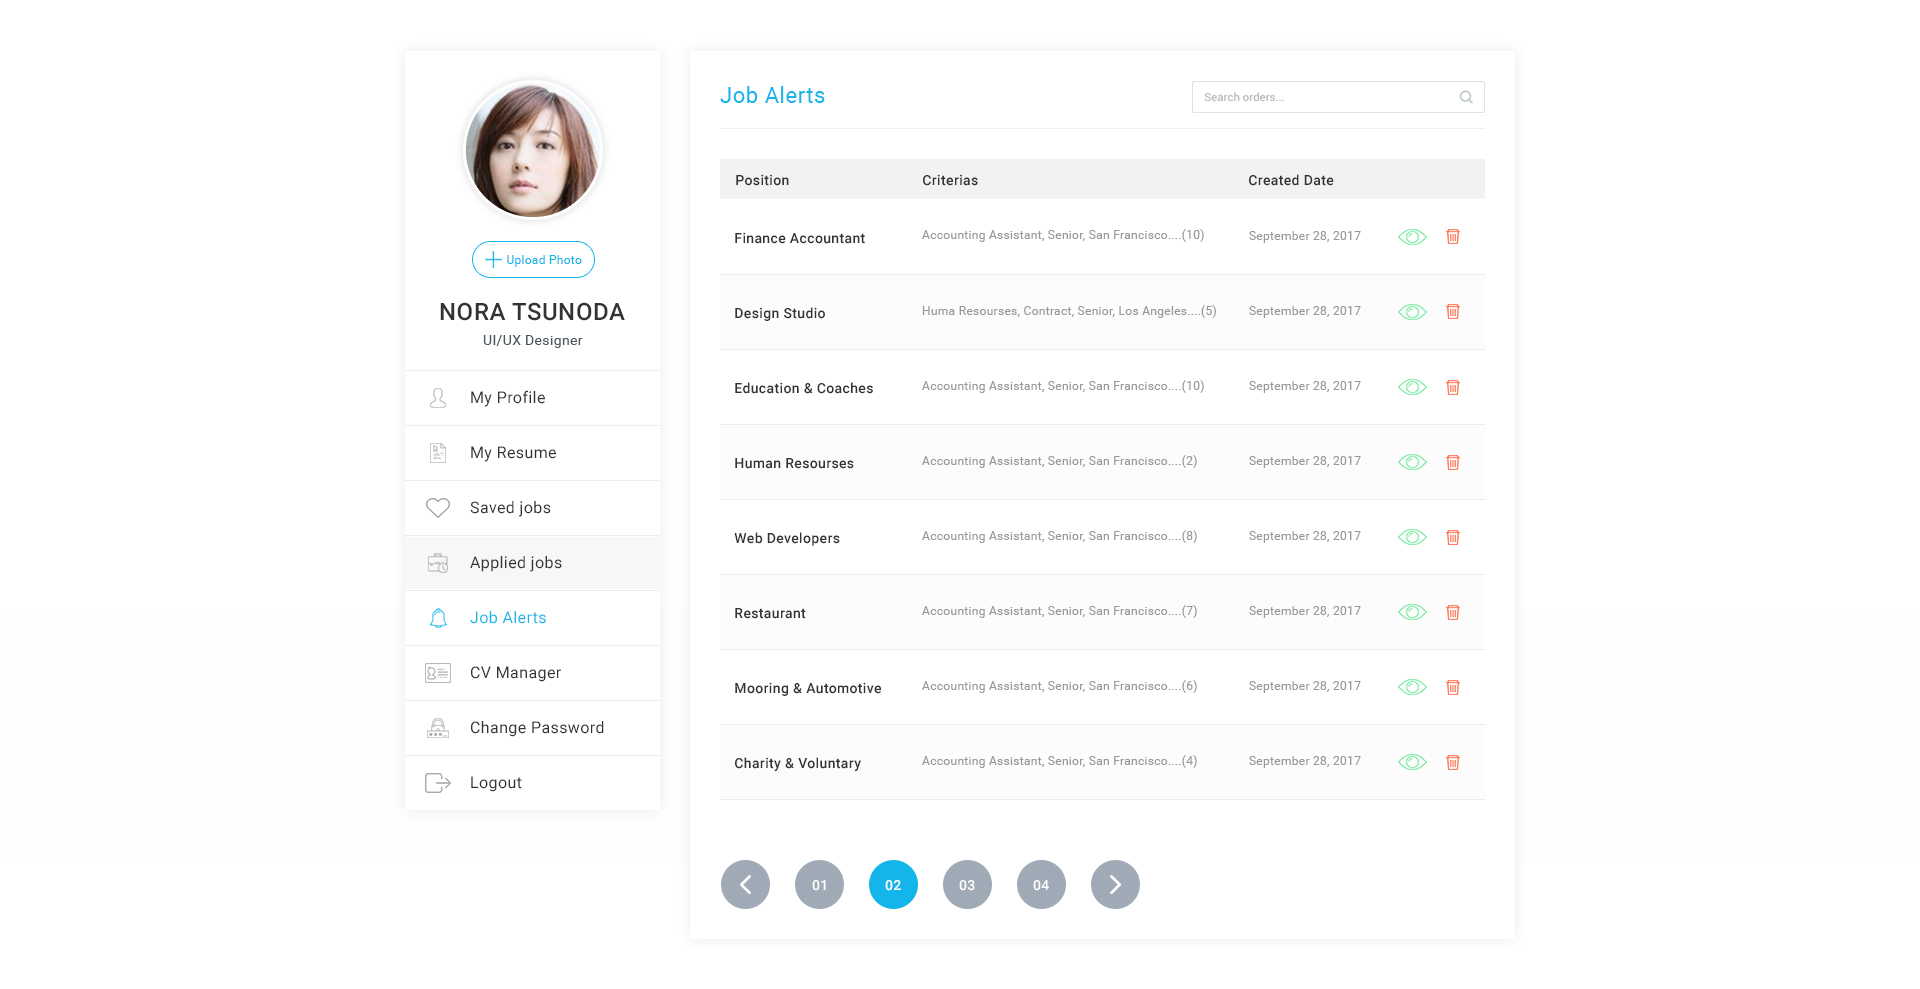 Upload Photo
NORA TSUNODA
UI/UX Designer
My Profile
My Resume
Saved jobs
Applied jobs
Job Alerts
CV Manager
Change Password
Logout
Job Alerts
Search orders...
Position Criterias Created Date
Finance Accountant Accounting Assistant, Senior, San Francisco....(10) September 28, 2017
Design Studio Huma Resourses, Contract, Senior, Los Angeles....(5) September 28, 2017
Education & Coaches Accounting Assistant, Senior, San Francisco....(10) September 28, 2017
Human Resourses Accounting Assistant, Senior, San Francisco....(2) September 28, 2017
Web Developers Accounting Assistant, Senior, San Francisco....(8) September 28, 2017
Restaurant Accounting Assistant, Senior, San Francisco....(7) September 28, 2017
Mooring & Automotive Accounting Assistant, Senior, San Francisco....(6) September 28, 2017
Charity & Voluntary Accounting Assistant, Senior, San Francisco....(4) September 28, 2017
01 02 03 04